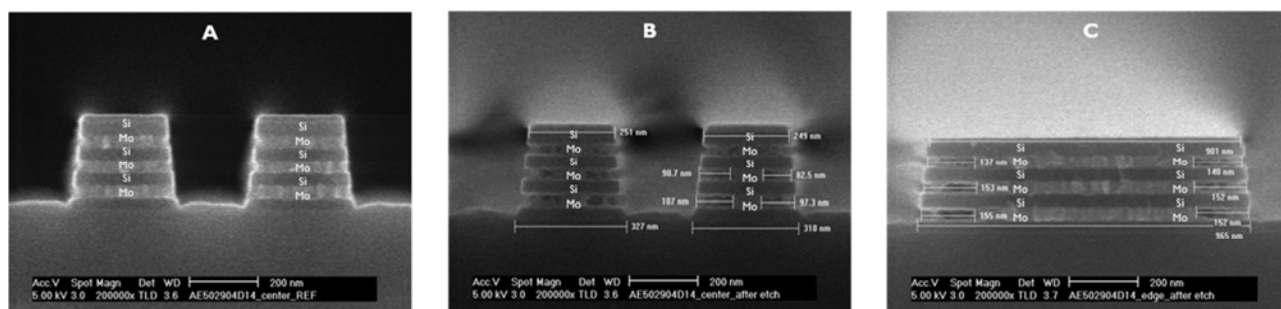 A
Si
Mo
Si
Mo
Si
Mo
Si
Mo
Si
Mo
Si
Mo
Acc.V Spot Magn Det WD 200 nm
5.00 kV 3.0 200000x TLD 3.6 AE502904D14_center_REF
B
251 nm
249 nm
Si
Mo
Si
Mo
Si
Mo
Si
Mo
Si
Mo
Si
Mo
90.7 nm
82.5 nm
107 nm
97.3 nm
327 nm
310 nm
Acc.V Spot Magn Det WD 200 nm
5.00 kV 3.0 200000x TLD 3.6 AE502904D14_center_after etch
C
Si Si 901 nm
137 nm Mo Mo 140 nm
Si Si
153 nm Mo Mo 152 nm
Si Si
155 nm Mo Mo 152 nm
965 nm
Acc.V Spot Magn Det WD 200 nm
5.00 kV 3.0 200000x TLD 3.7 AE502904D14_edge_after etch